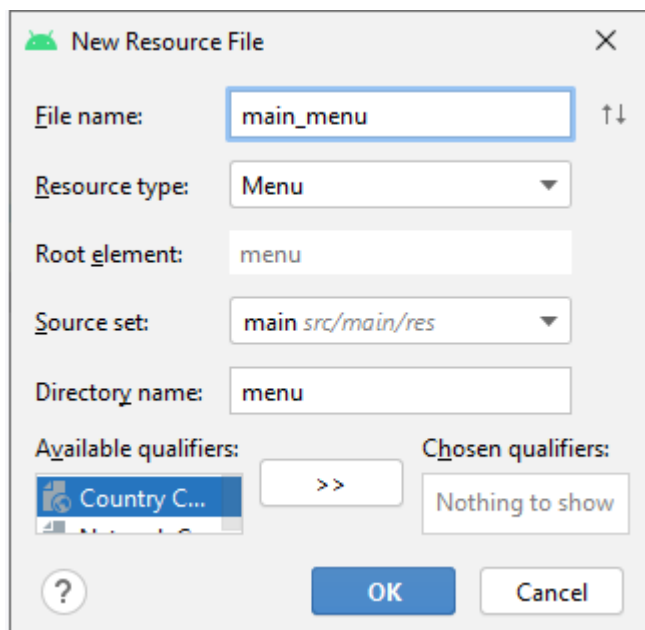 New Resource File
File name: main_menu
Resource type: Menu
Root element: menu
Source set: main src/main/res
Directory name: menu
Available qualifiers: Chosen qualifiers:
Country C... >> Nothing to show
? OK Cancel